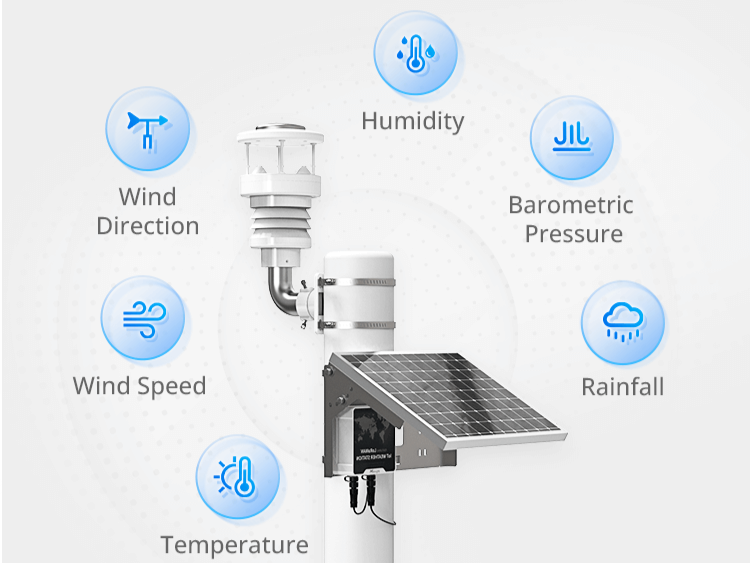 Humidity
Wind
Direction
Barometric
Pressure
Wind Speed
Rainfall
Temperature